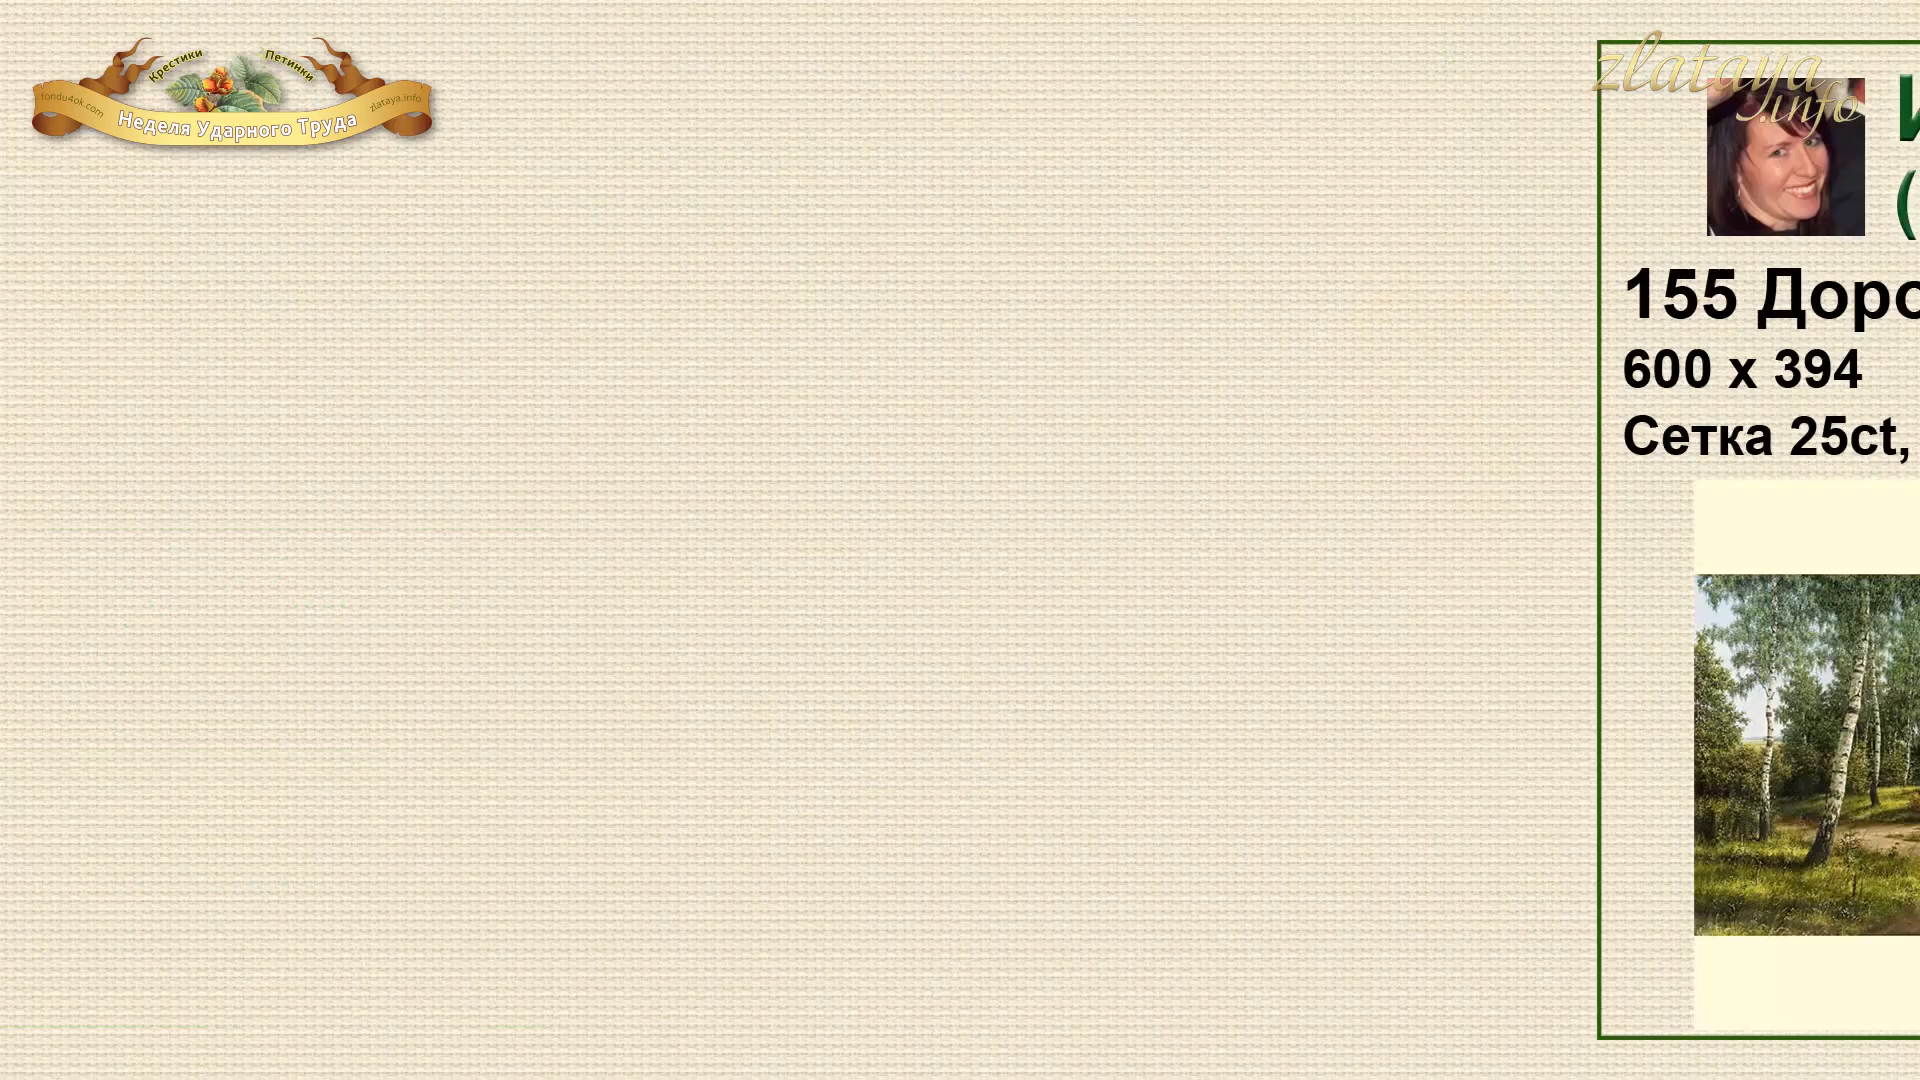 Крестики
Петинки
fondu4ok.com
zlataya.info
Неделя Ударного Труда
zlataya
.info
И
(
155 Доро
600 x 394
Сетка 25ct,